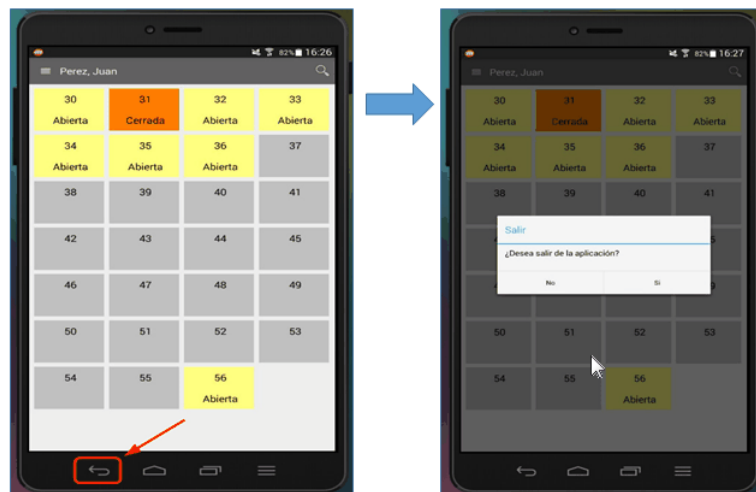 82% 16:26
Perez, Juan
30 31 32 33
Abierta Cerrada Abierta Abierta
34 35 36 37
Abierta Abierta Abierta
38 39 40 41
42 43 44 45
46 47 48 49
50 51 52 53
54 55 56
Abierta
82% 16:27
Perez, Juan
30 31 32 33
Abierta Cerrada Abierta Abierta
34 35 36 37
Abierta Abierta Abierta
38 39 40 41
Salir
¿Desea salir de la aplicación?
No Si
50 51 52 53
54 55 56
Abierta